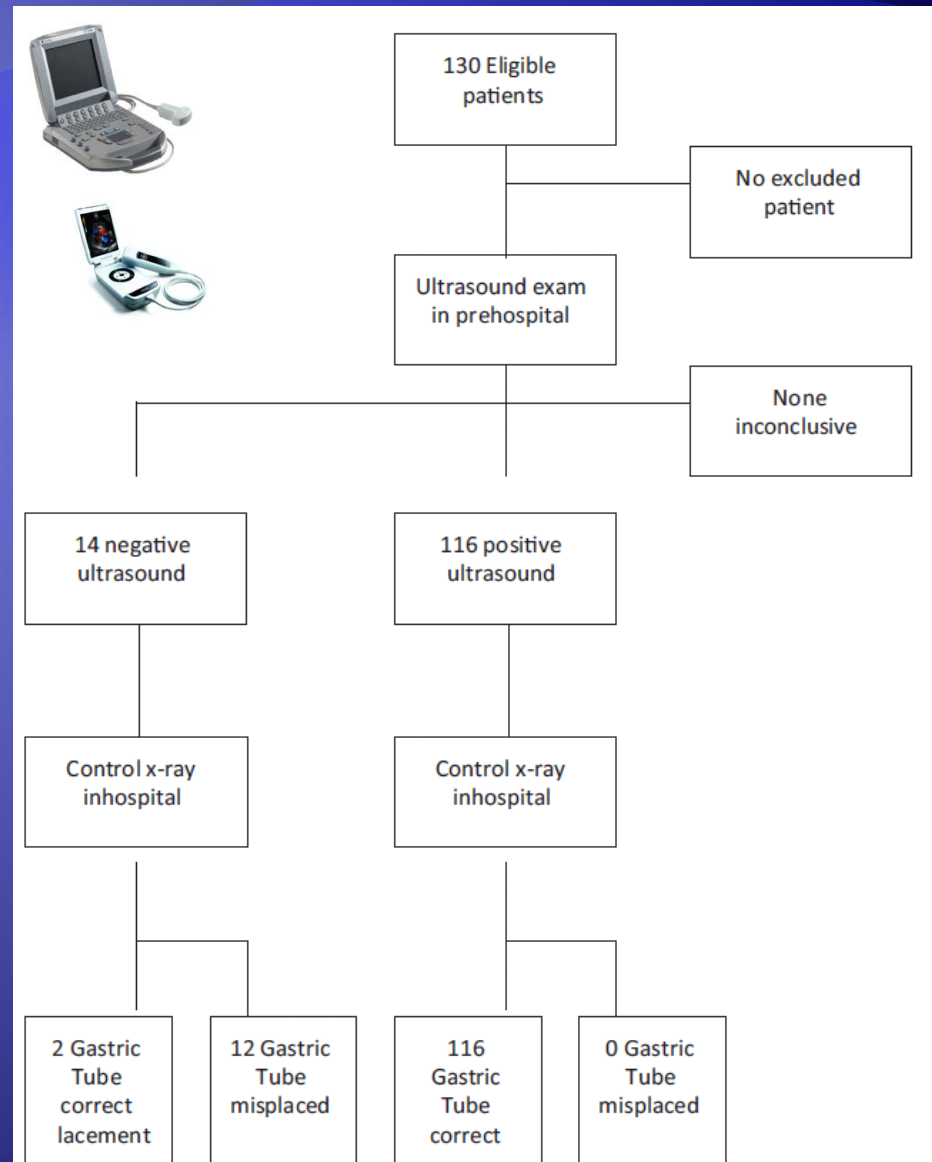 130 Eligible
patients
No excluded
patient
Ultrasound exam
in prehospital
None
inconclusive
14 negative
ultrasound
116 positive
ultrasound
Control x-ray
inhospital
Control x-ray
inhospital
2 Gastric
Tube
correct
lacement
12 Gastric
Tube
misplaced
116
Gastric
Tube
correct
0 Gastric
Tube
misplaced